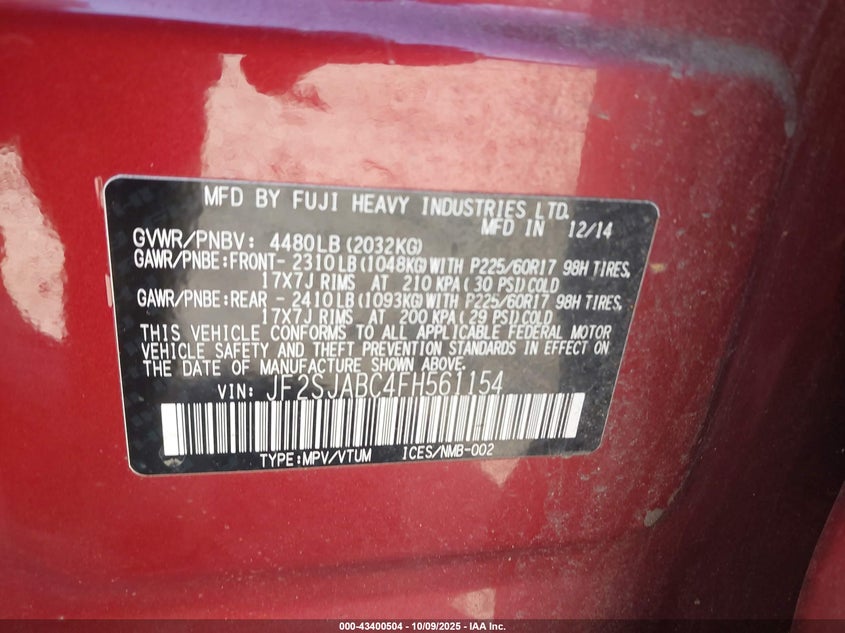 MFD BY FUJI HEAVY INDUSTRIES LTD.
MFD IN 12/14
GVWR/PNBV: 4480LB (2032KG)
GAWR/PNBE:FRONT- 2310LB (1048KG) WITH P225/60R17 98H TIRES,
17X7J RIMS AT 210 KPA ( 30 PSI) COLD
GAWR/PNBE:REAR - 2410LB (1093KG) WITH P225/60R17 98H TIRES,
17X7J RIMS AT 200 KPA ( 29 PSI) COLD
THIS VEHICLE CONFORMS TO ALL APPLICABLE FEDERAL MOTOR
VEHICLE SAFETY AND THEFT PREVENTION STANDARDS IN EFFECT ON
THE DATE OF MANUFACTURE SHOWN ABOVE.
VIN: JF2SJABC4FH561154
TYPE:MPV/VTUM ICES/NMB-002
000-43400504 - 10/09/2025 - IAA Inc.